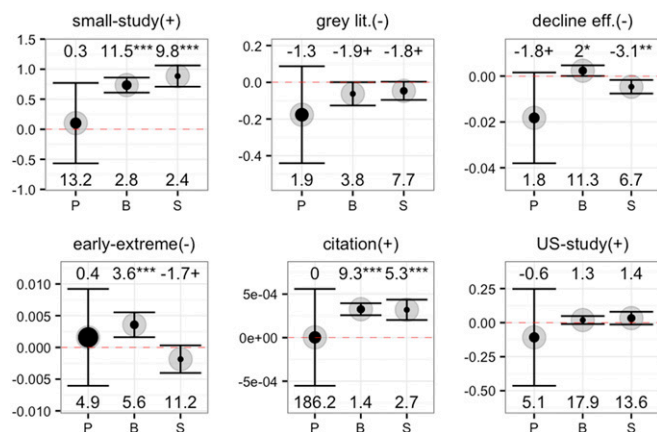 small-study(+)
1.5
1.0
0.5
0.0
-0.5
-1.0
0.3 11.5*** 9.8***
13.2 2.8 2.4
P B S
grey lit.(-)
0.2
0.0
-0.2
-0.4
-1.3 -1.9+ -1.8+
1.9 3.8 7.7
P B S
decline eff.(-)
0.00
-0.02
-0.04
-1.8+ 2* -3.1**
1.8 11.3 6.7
P B S
early-extreme(-)
0.010
0.005
0.000
-0.005
-0.010
0.4 3.6*** -1.7+
4.9 5.6 11.2
P B S
citation(+)
5e-04
0e+00
-5e-04
0 9.3*** 5.3***
186.2 1.4 2.7
P B S
US-study(+)
0.25
0.00
-0.25
-0.50
-0.6 1.3 1.4
5.1 17.9 13.6
P B S